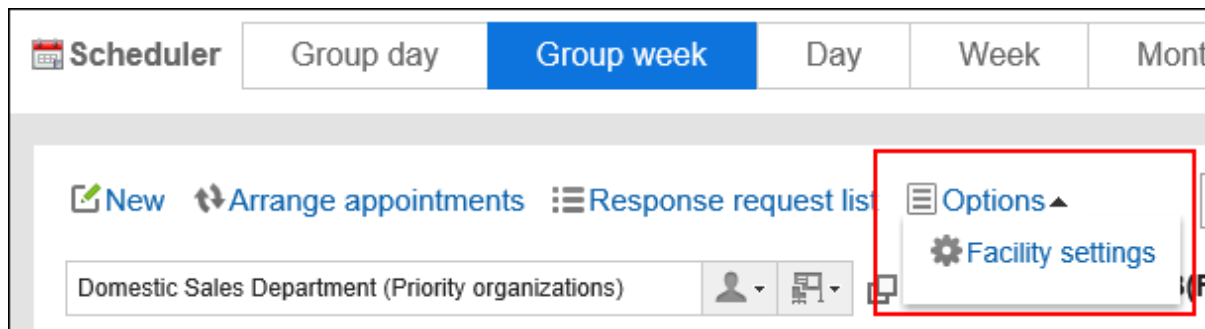 Scheduler Group day Group week Day Week Mont
New Arrange appointments Response request list Options
Facility settings
Domestic Sales Department (Priority organizations)